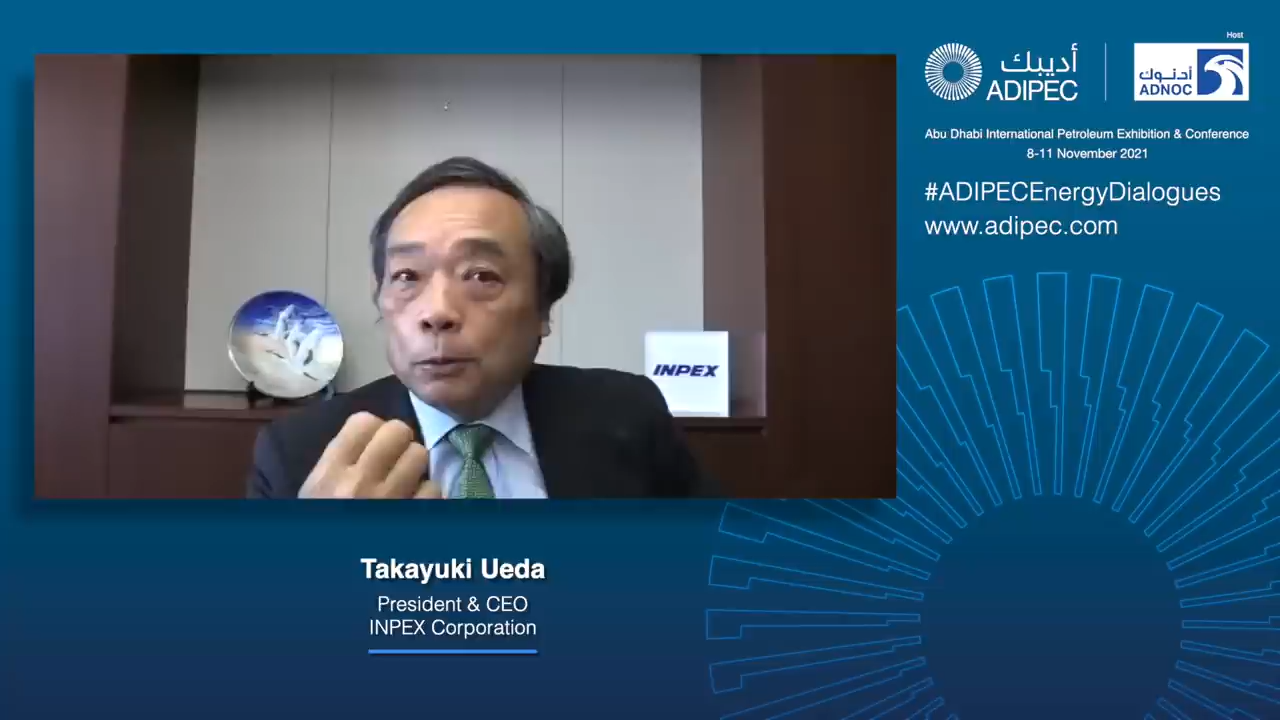 Host
أديبك
ADIPEC
أدنوك
ADNOC
Abu Dhabi International Petroleum Exhibition & Conference
8-11 November 2021
#ADIPECEnergyDialogues
www.adipec.com
INPEX
Takayuki Ueda
President & CEO
INPEX Corporation